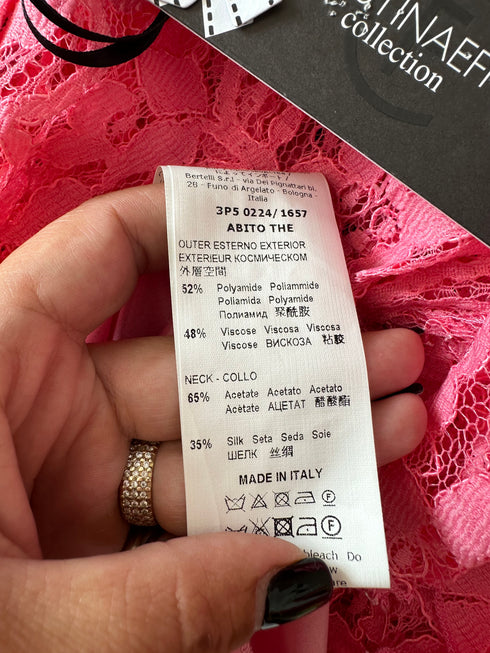 collection
Bertelli S.r.l - via Dei Pignattari bl.
28 - Funo di Argelato - Bologna -
Italia
3P5 0224/1657
ABITO THE
OUTER ESTERNO EXTERIOR
EXTERIEUR КОСМИЧЕСКОМ
外層空間
52% Polyamide Poliammide
Poliamida Polyamide
Полиамид 聚酰胺
48% Viscose Viscosa Viscosa
Viscose ВИСКОЗА 粘胶
NECK - COLLO
65% Acetate Acetato Acetato
Acètate АЦЕТАТ 醋酸酯
35% Silk Seta Seda Soie
ШЕЛК 丝绸
MADE IN ITALY
bleach Do